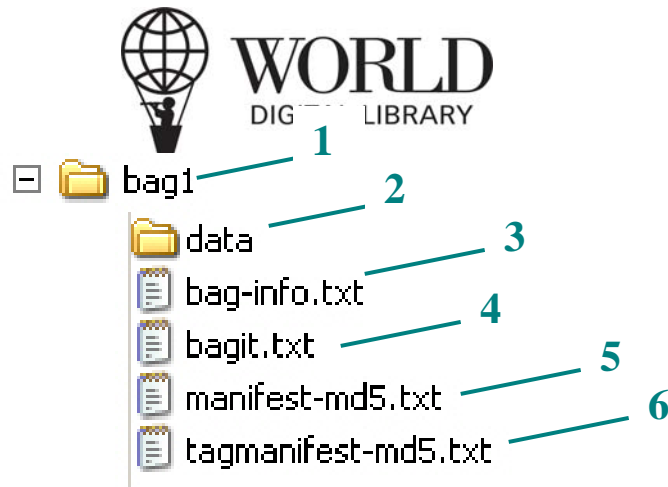 WORLD
DIGITAL LIBRARY
1
bag1
2
data
3
bag-info.txt
4
bagit.txt
5
manifest-md5.txt
6
tagmanifest-md5.txt